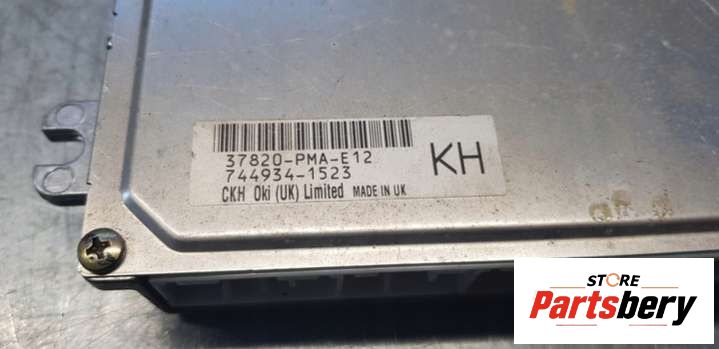 37820-PMA-E12
744934-1523
CKH Oki (UK) Limited MADE IN UK
KH
STORE
Partsbery